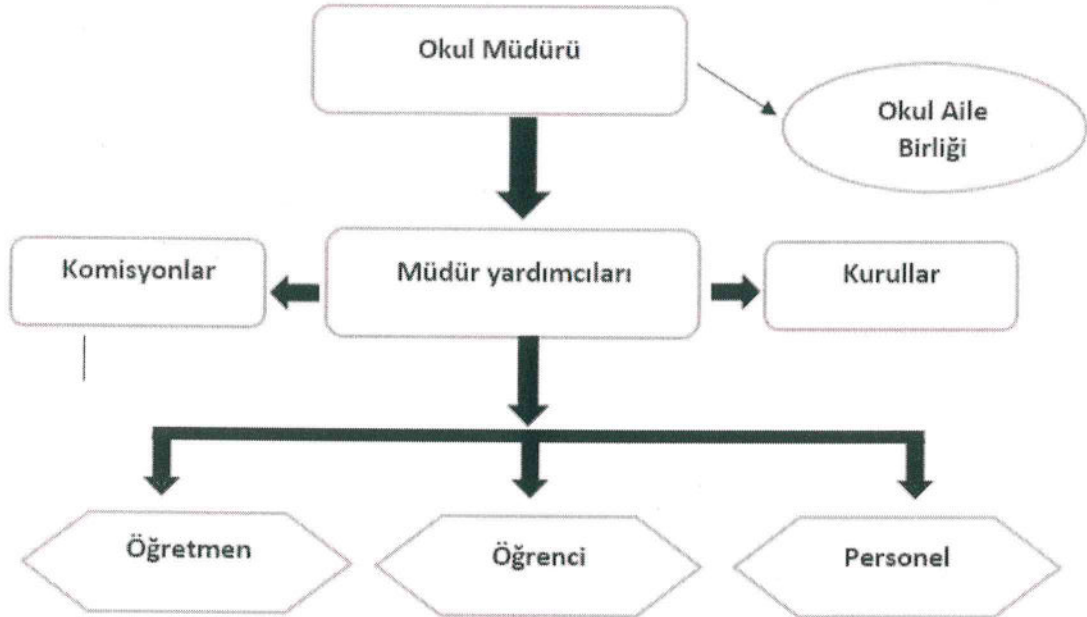 Okul Müdürü
Okul Aile
Birliği
Komisyonlar
Müdür yardımcıları
Kurullar
Öğretmen
Öğrenci
Personel